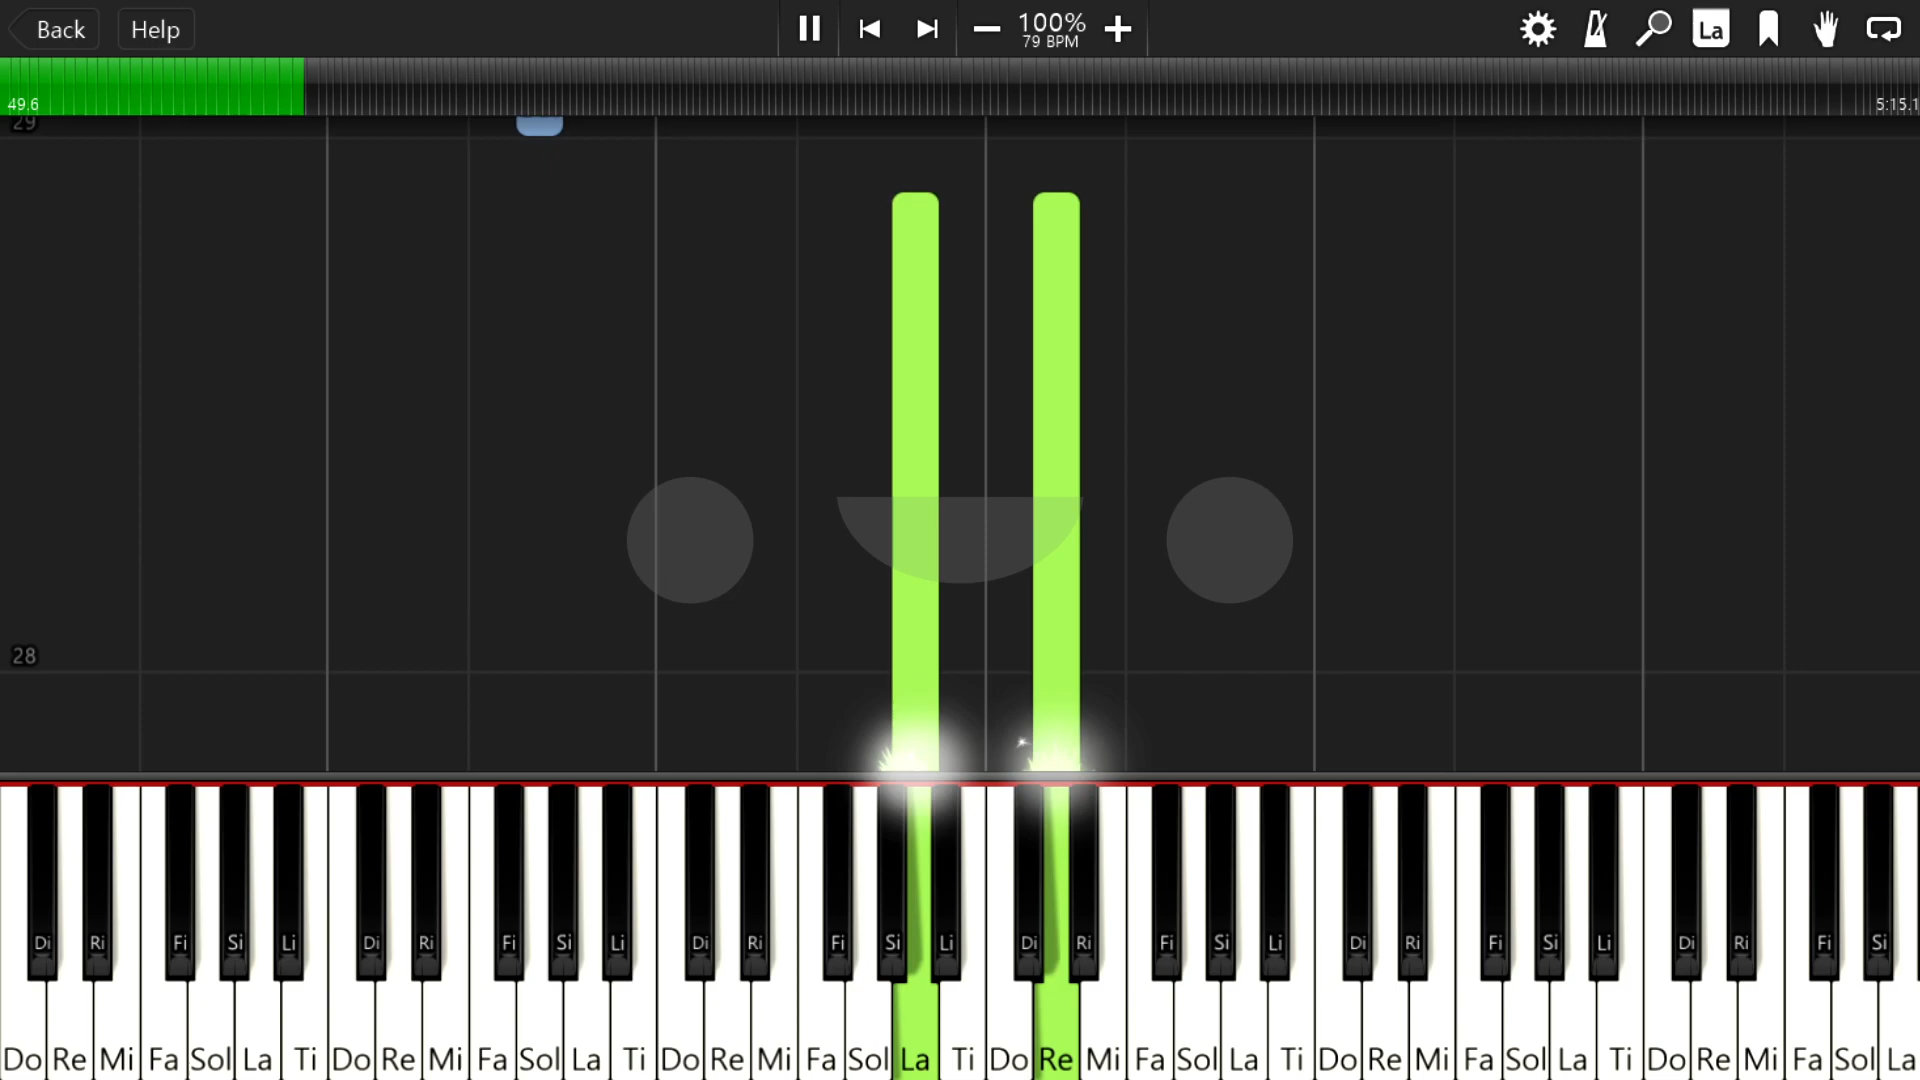 Back Help 100% La
79 BPM
49.6 5:15.1
29
28
Di Ri Fi Si Li Di Ri Fi Si Li Di Ri Fi Si Li Di Ri Fi Si Li Di Ri Fi Si Li Di Ri Fi Si
Do Re Mi Fa Sol La Ti Do Re Mi Fa Sol La Ti Do Re Mi Fa Sol La Ti Do Re Mi Fa Sol La Ti Do Re Mi Fa Sol La Ti Do Re Mi Fa Sol La